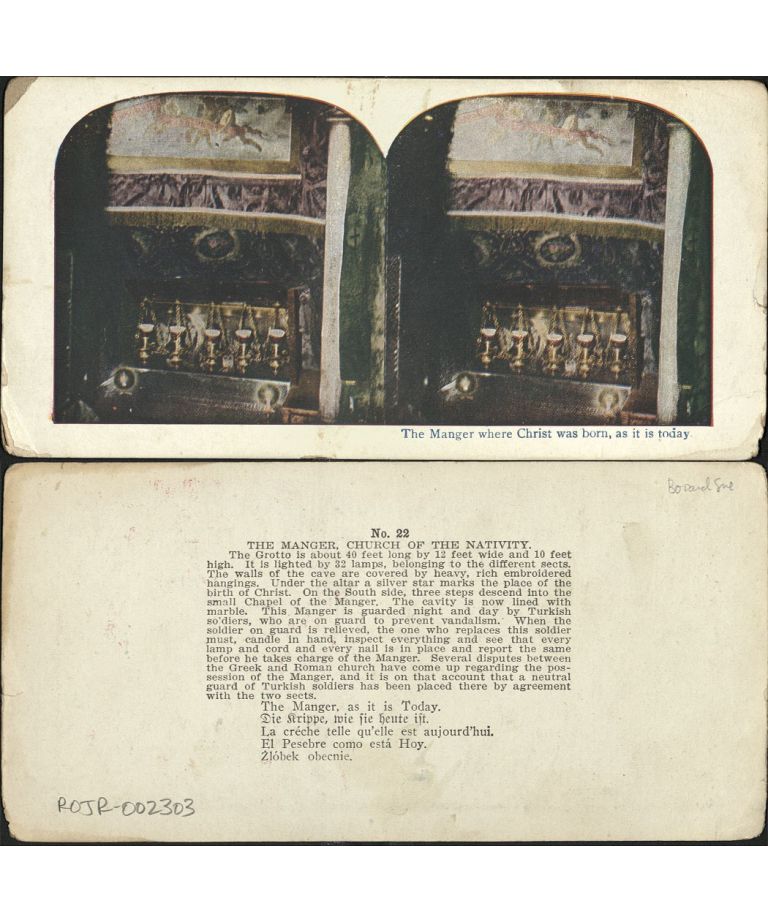 The Manger where Christ was born, as it is today
No. 22
THE MANGER, CHURCH OF THE NATIVITY.
The Grotto is about 40 feet long by 12 feet wide and 10 feet
high. It is lighted by 32 lamps, belonging to the different sects.
The walls of the cave are covered by heavy, rich embroidered
hangings. Under the altar a silver star marks the place of the
birth of Christ. On the South side, three steps descend into the
small Chapel of the Manger. The cavity is now lined with
marble. This Manger is guarded night and day by Turkish
so'diers, who are on guard to prevent vandalism. When the
soldier on guard is relieved, the one who replaces this soldier
must, candle in hand, inspect everything and see that every
lamp and cord and every nail is in place and report the same
before he takes charge of the Manger. Several disputes between
the Greek and Roman church have come up regarding the pos-
session of the Manger, and it is on that account that a neutral
guard of Turkish soldiers has been placed there by agreement
with the two sects.
The Manger, as it is Today.
Die Krippe, wie sie heute ist.
La créche telle qu'elle est aujourd'hui.
El Pesebre como está Hoy.
Żlóbek obecnie.
ROJR-002303